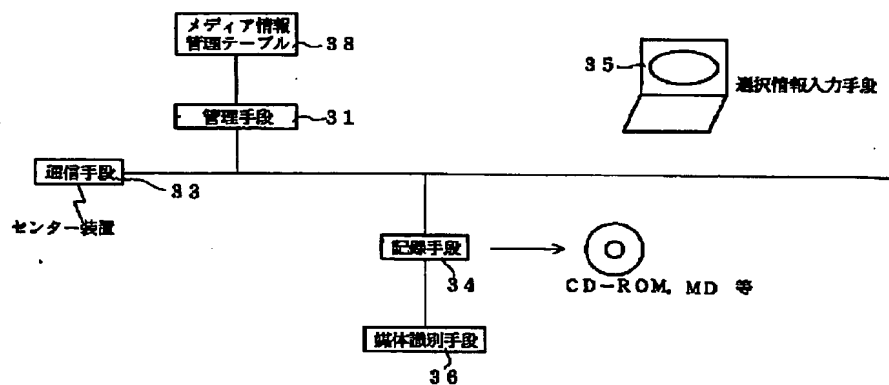 メディア情報
管理テーブル
38
35
選択情報入力手段
管理手段
31
通信手段
33
センター装置
記録手段
34
CD-ROM, MD 等
媒体識別手段
36